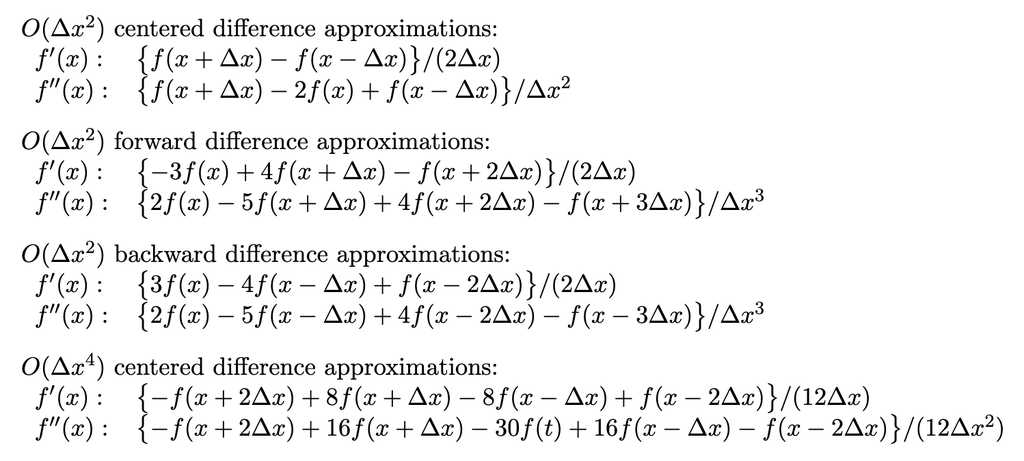 O(Δx²) centered difference approximations:
f′(x) : {f(x + Δx) − f(x − Δx)}/(2Δx)
f″(x) : {f(x + Δx) − 2f(x) + f(x − Δx)}/Δx²
O(Δx²) forward difference approximations:
f′(x) : {−3f(x) + 4f(x + Δx) − f(x + 2Δx)}/(2Δx)
f″(x) : {2f(x) − 5f(x + Δx) + 4f(x + 2Δx) − f(x + 3Δx)}/Δx³
O(Δx²) backward difference approximations:
f′(x) : {3f(x) − 4f(x − Δx) + f(x − 2Δx)}/(2Δx)
f″(x) : {2f(x) − 5f(x − Δx) + 4f(x − 2Δx) − f(x − 3Δx)}/Δx³
O(Δx⁴) centered difference approximations:
f′(x) : {−f(x + 2Δx) + 8f(x + Δx) − 8f(x − Δx) + f(x − 2Δx)}/(12Δx)
f″(x) : {−f(x + 2Δx) + 16f(x + Δx) − 30f(t) + 16f(x − Δx) − f(x − 2Δx)}/(12Δx²)